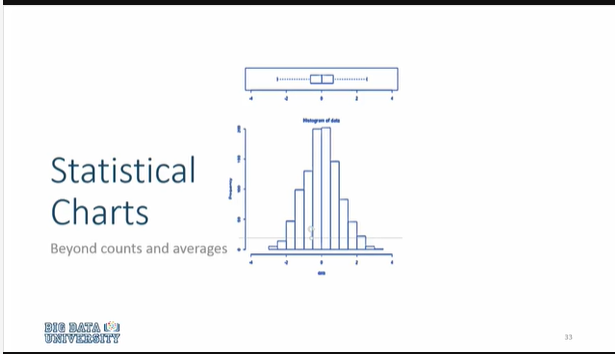 Histogram of data
Statistical
Charts
Beyond counts and averages
BIG DATA
UNIVERSITY
33